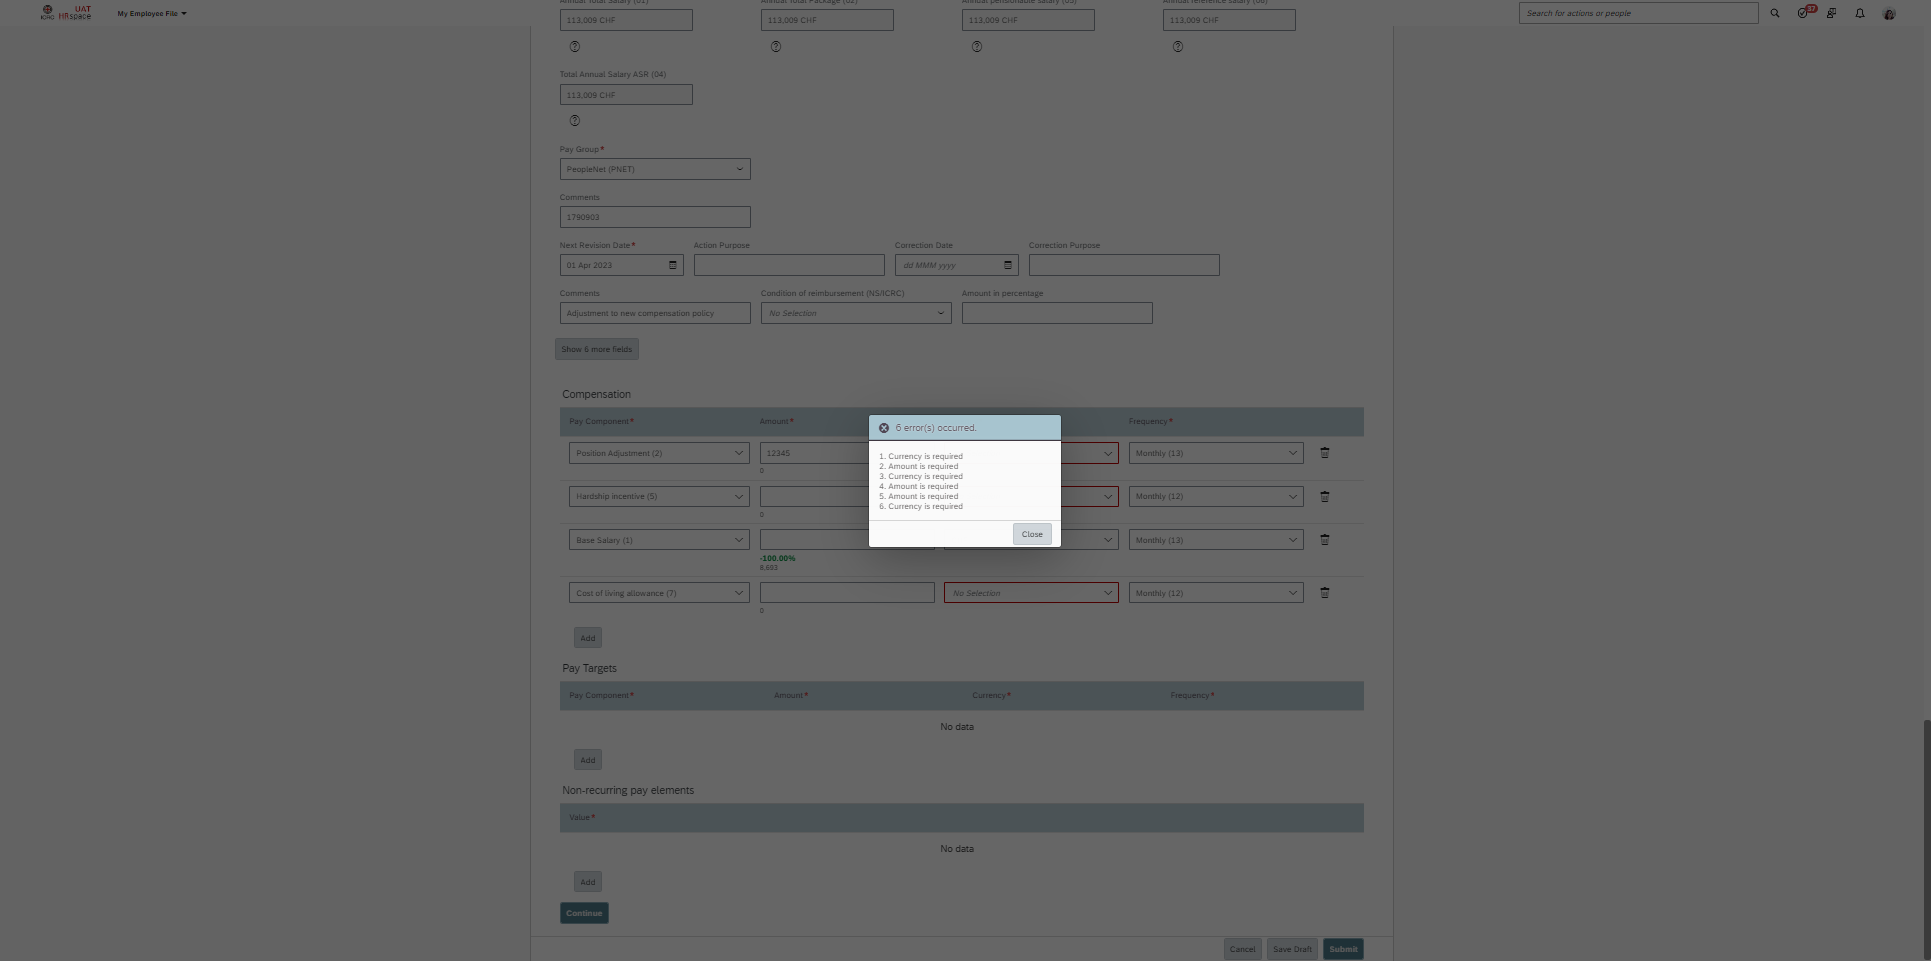 ICRC
UAT
HRspace
My Employee File
Search for actions or people
37
Annual Total Salary (01)
Annual Total Package (02)
Annual pensionable salary (03)
Annual reference salary (06)
113,009 CHF
113,009 CHF
113,009 CHF
113,009 CHF
Total Annual Salary ASR (04)
113,009 CHF
Pay Group*
PeopleNet (PNET)
Comments
1790903
Next Revision Date*
Action Purpose
Correction Date
Correction Purpose
01 Apr 2023
dd MMM yyyy
Comments
Condition of reimbursement (NS/ICRC)
Amount in percentage
Adjustment to new compensation policy
No Selection
Show 6 more fields
Compensation
Pay Component*
Amount*
Frequency*
Position Adjustment (2)
12345
Monthly (13)
0
Hardship incentive (5)
Monthly (12)
0
Base Salary (1)
Monthly (13)
-100.00%
8,693
Cost of living allowance (7)
No Selection
Monthly (12)
0
6 error(s) occurred.
1. Currency is required
2. Amount is required
3. Currency is required
4. Amount is required
5. Amount is required
6. Currency is required
Close
Add
Pay Targets
Pay Component*
Amount*
Currency*
Frequency*
No data
Add
Non-recurring pay elements
Value*
No data
Add
Continue
Cancel
Save Draft
Submit